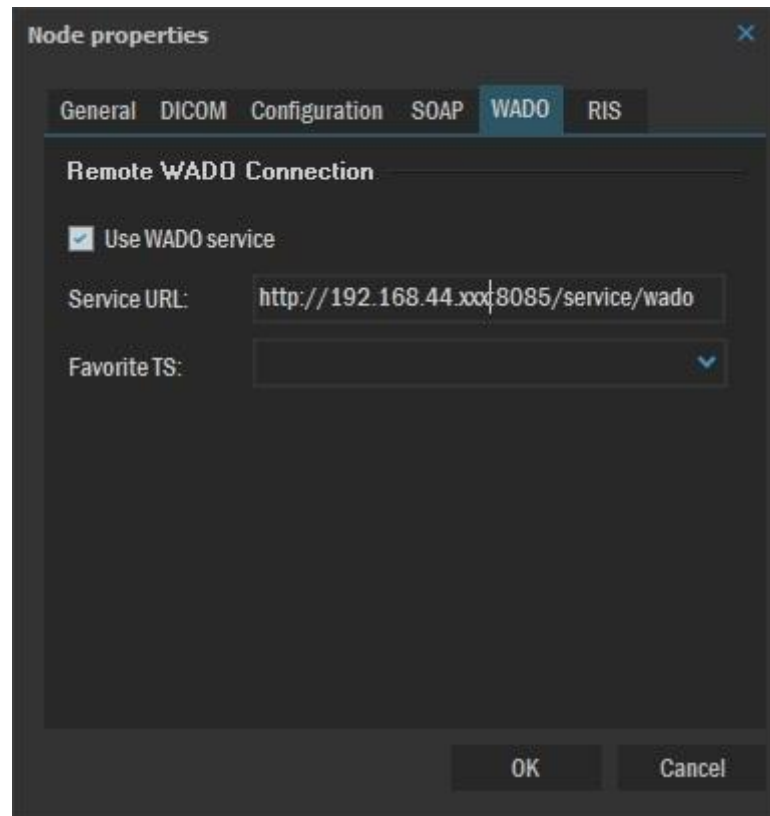 Node properties
General DICOM Configuration SOAP WADO RIS
Remote WADO Connection
Use WADO service
Service URL: http://192.168.44.xxx:8085/service/wado
Favorite TS:
OK Cancel